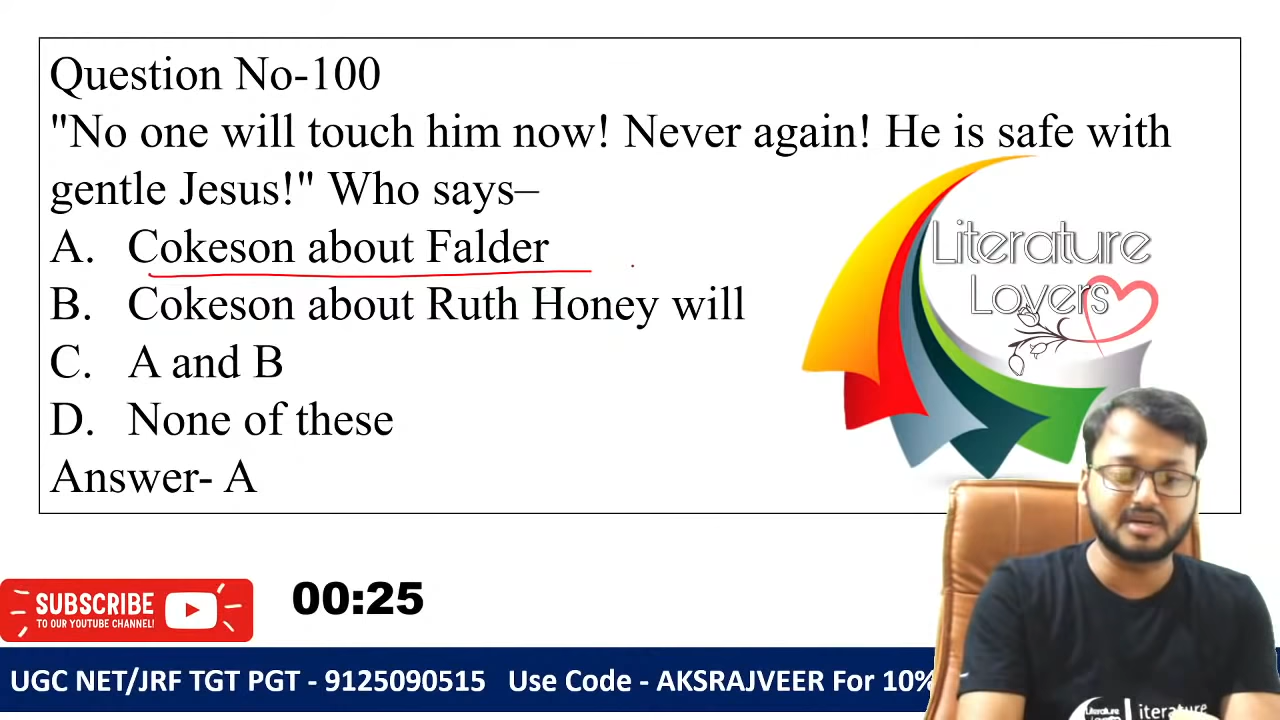 Question No-100
"No one will touch him now! Never again! He is safe with
gentle Jesus!" Who says–
A. Cokeson about Falder
B. Cokeson about Ruth Honey will
C. A and B
D. None of these
Answer- A
Literature
Lovers
SUBSCRIBE
TO OUR YOUTUBE CHANNEL!
00:25
UGC NET/JRF TGT PGT - 9125090515 Use Code - AKSRAJVEER For 10%
Literature
literature